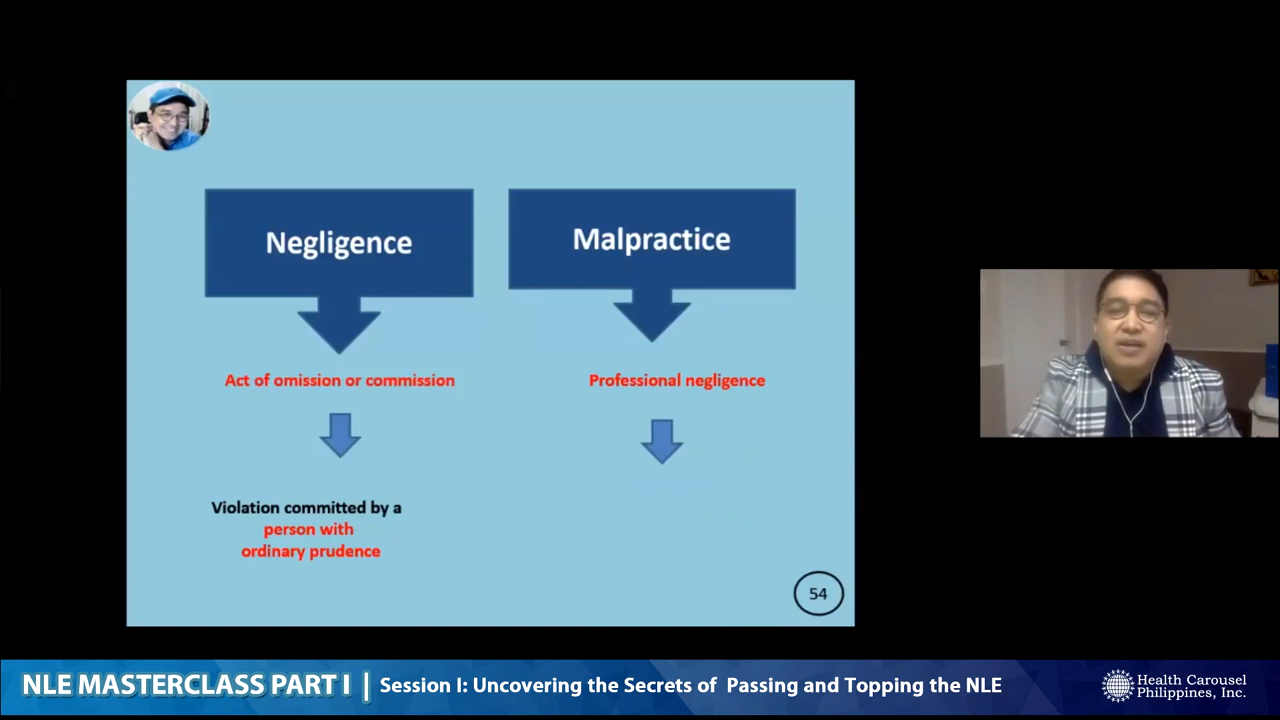 Negligence
Malpractice
Act of omission or commission
Professional negligence
Violation committed by a
person with
ordinary prudence
54
NLE MASTERCLASS PART I | Session I: Uncovering the Secrets of Passing and Topping the NLE
Health Carousel
Philippines, Inc.